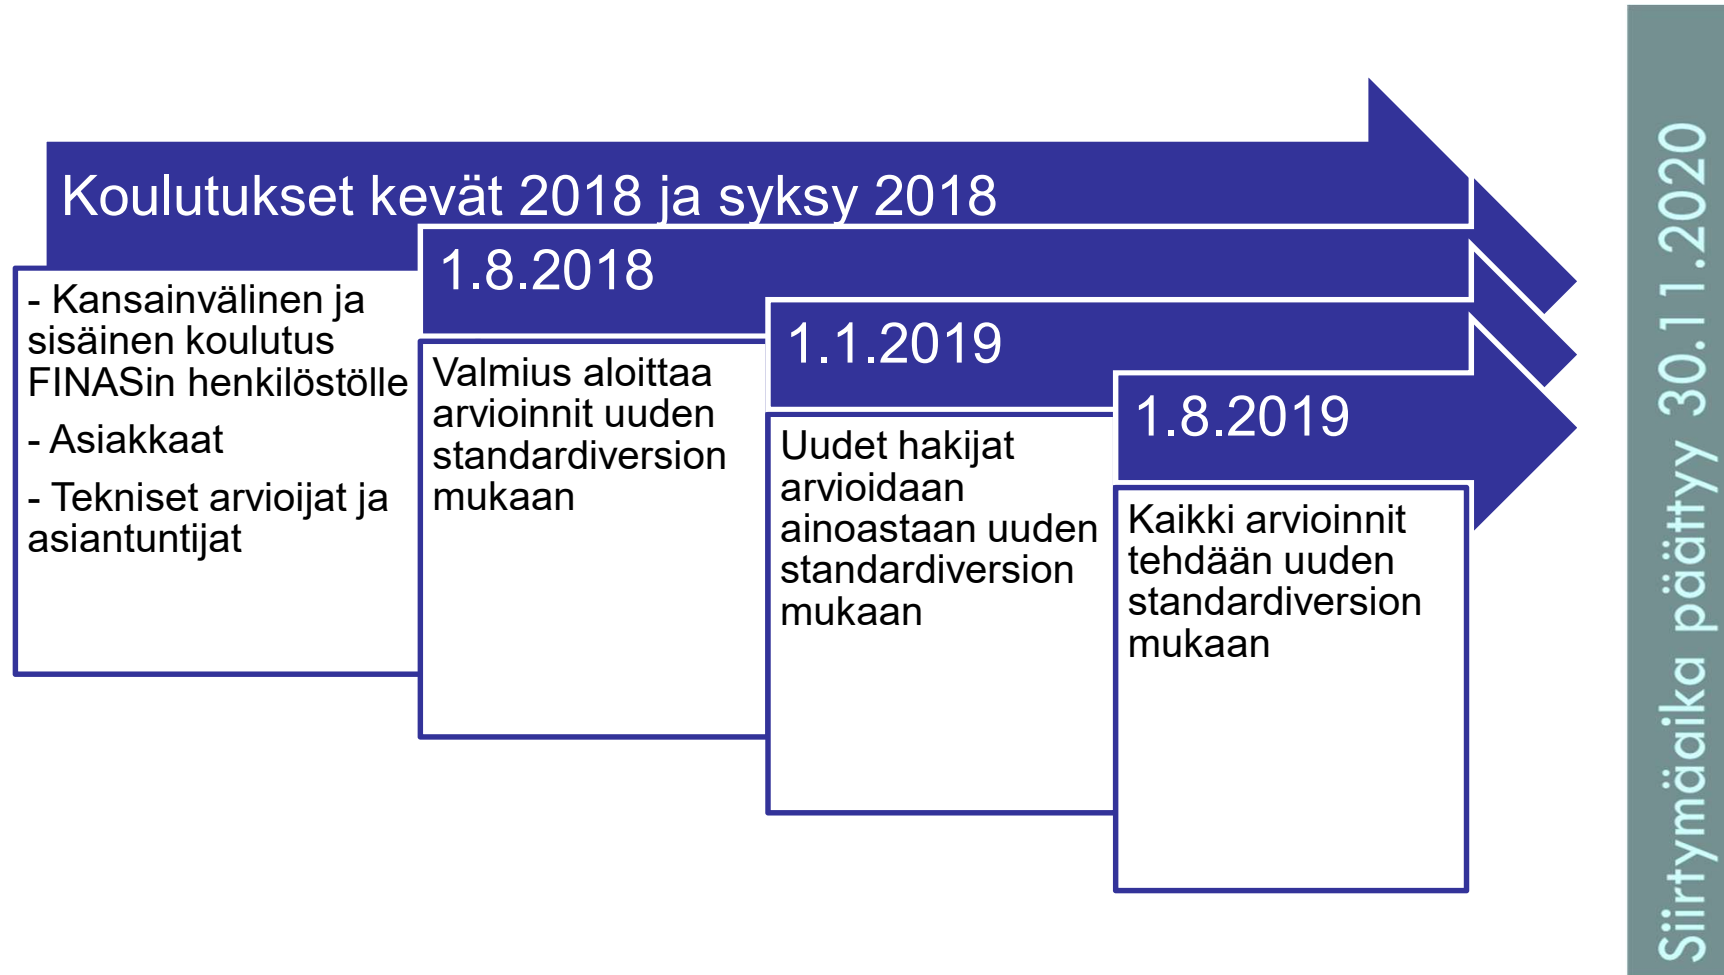 Koulutukset kevät 2018 ja syksy 2018
- Kansainvälinen ja
sisäinen koulutus
FINASin henkilöstölle
- Asiakkaat
- Tekniset arvioijat ja
asiantuntijat
1.8.2018
Valmius aloittaa
arvioinnit uuden
standardiversion
mukaan
1.1.2019
Uudet hakijat
arvioidaan
ainoastaan uuden
standardiversion
mukaan
1.8.2019
Kaikki arvioinnit
tehdään uuden
standardiversion
mukaan
Siirtymäaika päättyy 30.11.2020